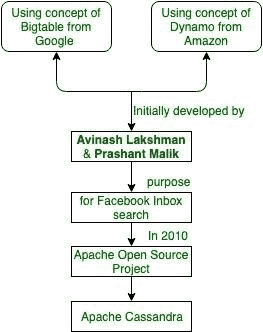 Using concept of
Bigtable from
Google
Using concept of
Dynamo from
Amazon
Initially developed by
Avinash Lakshman
& Prashant Malik
purpose
for Facebook Inbox
search
In 2010
Apache Open Source
Project
Apache Cassandra